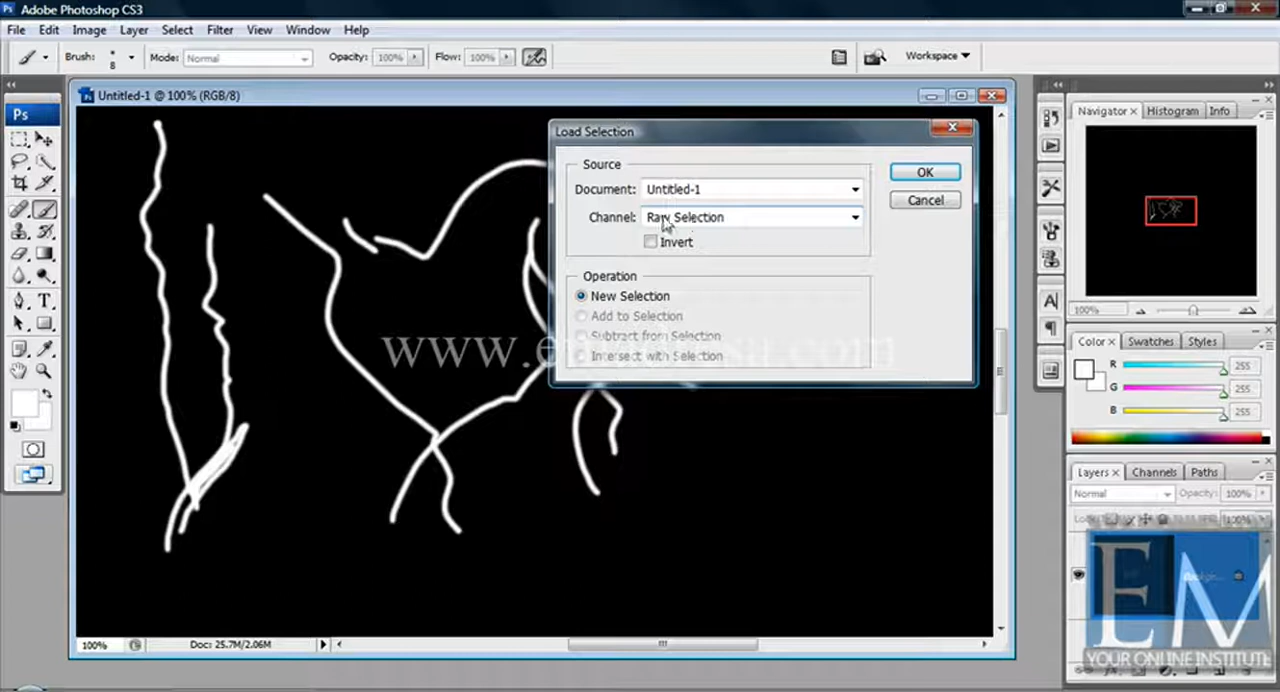 Adobe Photoshop CS3
File Edit Image Layer Select Filter View Window Help
Brush: 8 Mode: Normal Opacity: 100% Flow: 100% Workspace
Untitled-1 @ 100% (RGB/8)
Ps
Load Selection
Source
Document: Untitled-1
Channel: Raw Selection
Invert
OK
Cancel
Operation
New Selection
Add to Selection
Subtract from Selection
Intersect with Selection
100% Doc: 25.7M/2.06M
Navigator Histogram Info
100%
Color Swatches Styles
R 255
G 255
B 255
Layers Channels Paths
Normal Opacity: 100%
100%
EM
YOUR ONLINE INSTITUTE